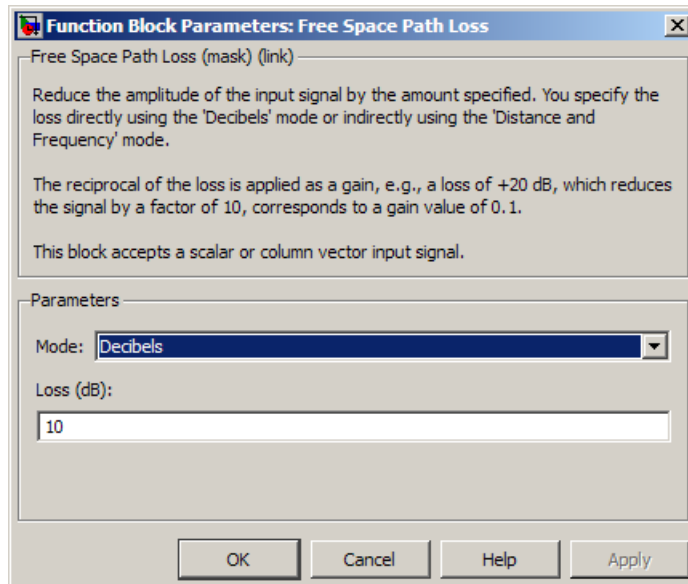 Function Block Parameters: Free Space Path Loss
Free Space Path Loss (mask) (link)
Reduce the amplitude of the input signal by the amount specified. You specify the
loss directly using the 'Decibels' mode or indirectly using the 'Distance and
Frequency' mode.
The reciprocal of the loss is applied as a gain, e.g., a loss of +20 dB, which reduces
the signal by a factor of 10, corresponds to a gain value of 0.1.
This block accepts a scalar or column vector input signal.
Parameters
Mode: Decibels
Loss (dB):
10
OK Cancel Help Apply